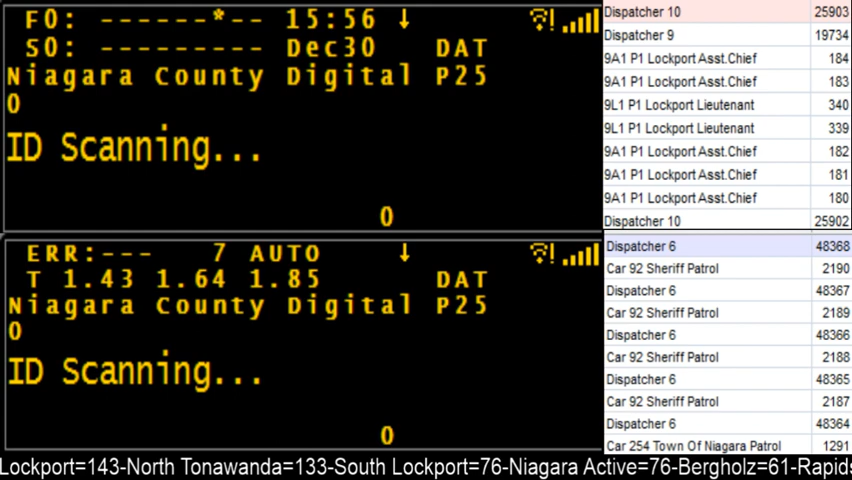 F0: ------*-- 15:56 ↓
S0: --------- Dec30 DAT
Niagara County Digital P25
0
ID Scanning...
0
ERR:--- 7 AUTO ↓
T 1.43 1.64 1.85 DAT
Niagara County Digital P25
0
ID Scanning...
0
Dispatcher 10 25903
Dispatcher 9 19734
9A1 P1 Lockport Asst.Chief 184
9A1 P1 Lockport Asst.Chief 183
9L1 P1 Lockport Lieutenant 340
9L1 P1 Lockport Lieutenant 339
9A1 P1 Lockport Asst.Chief 182
9A1 P1 Lockport Asst.Chief 181
9A1 P1 Lockport Asst.Chief 180
Dispatcher 10 25902
Dispatcher 6 48368
Car 92 Sheriff Patrol 2190
Dispatcher 6 48367
Car 92 Sheriff Patrol 2189
Dispatcher 6 48366
Car 92 Sheriff Patrol 2188
Dispatcher 6 48365
Car 92 Sheriff Patrol 2187
Dispatcher 6 48364
Car 254 Town Of Niagara Patrol 1291
Lockport=143-North Tonawanda=133-South Lockport=76-Niagara Active=76-Bergholz=61-Rapids